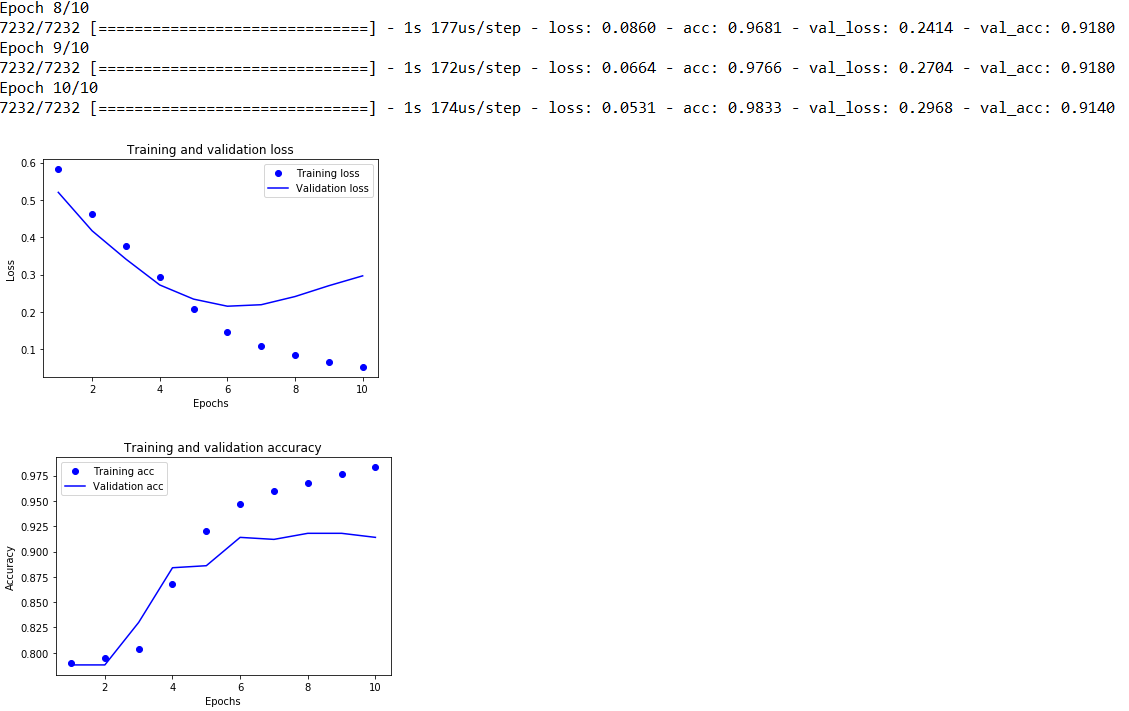 Epoch 8/10
7232/7232 [==============================] - 1s 177us/step - loss: 0.0860 - acc: 0.9681 - val_loss: 0.2414 - val_acc: 0.9180
Epoch 9/10
7232/7232 [==============================] - 1s 172us/step - loss: 0.0664 - acc: 0.9766 - val_loss: 0.2704 - val_acc: 0.9180
Epoch 10/10
7232/7232 [==============================] - 1s 174us/step - loss: 0.0531 - acc: 0.9833 - val_loss: 0.2968 - val_acc: 0.9140
Training and validation loss
Training loss
Validation loss
Loss
0.6
0.5
0.4
0.3
0.2
0.1
2 4 6 8 10
Epochs
Training and validation accuracy
Training acc
Validation acc
Accuracy
0.975
0.950
0.925
0.900
0.875
0.850
0.825
0.800
2 4 6 8 10
Epochs